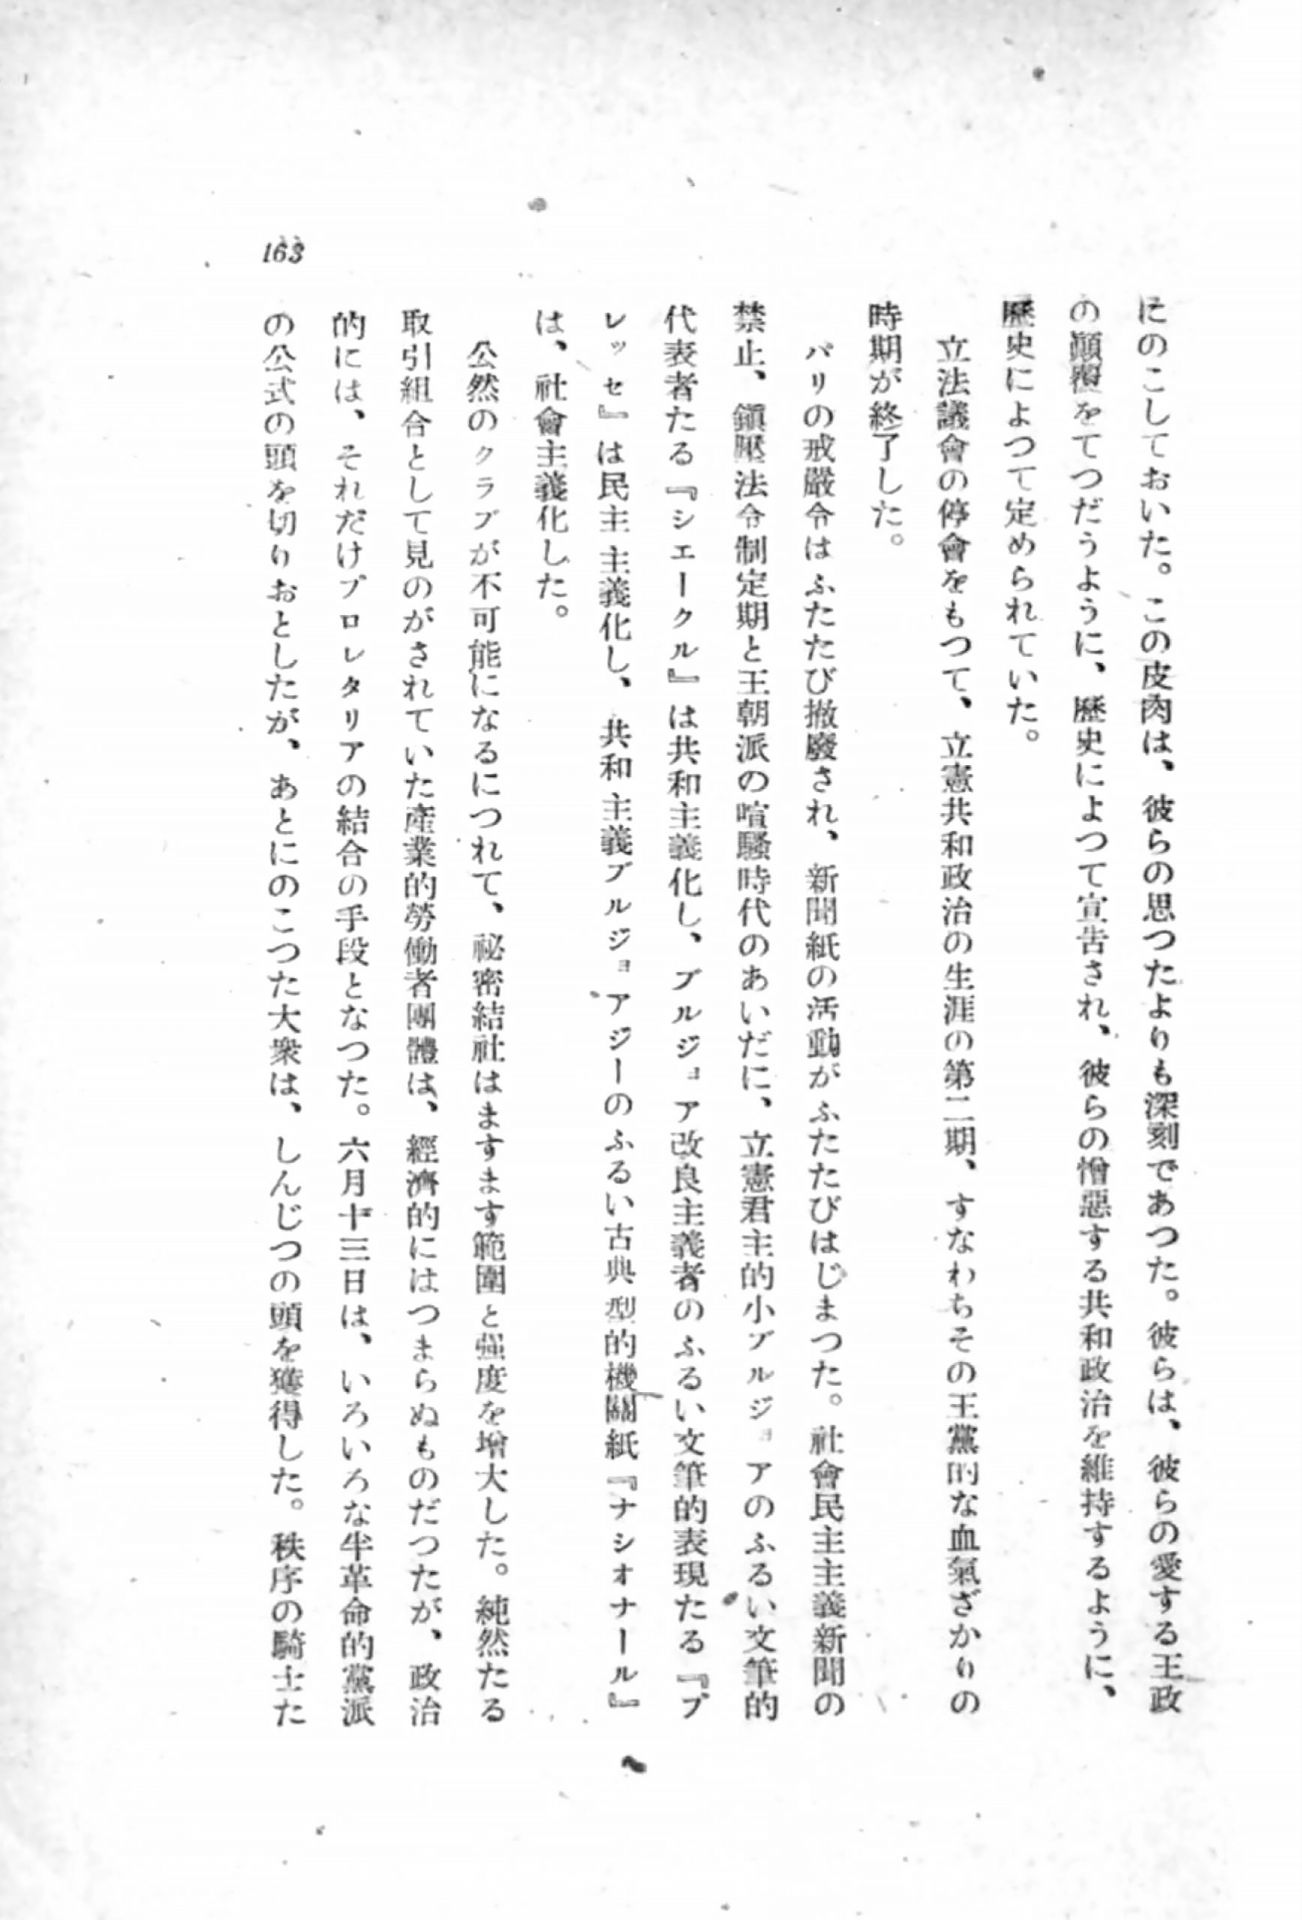 にのこしておいた。この皮肉は、彼らの思つたよりも深刻であつた。彼らは、彼らの愛する王政
の顚覆をてつだうように、歷史によつて宣告され、彼らの憎惡する共和政治を維持するように、
歷史によつて定められていた。
立法議會の停會をもつて、立憲共和政治の生涯の第二期、すなわちその王黨的な血氣ざかりの
時期が終了した。
パリの戒嚴令はふたたび撤廢され、新聞紙の活動がふたたびはじまつた。社會民主主義新聞の
禁止、鎭壓法令制定期と王朝派の喧騷時代のあいだに、立憲君主的小ブルジョアのふるい文筆的
代表者たる『シエークル』は共和主義化し、ブルジョア改良主義者のふるい文筆的表現たる『プ
レッセ』は民主主義化し、共和主義ブルジョアジーのふるい古典型的機關紙『ナシオナール』
は、社會主義化した。
公然のクラブが不可能になるにつれて、祕密結社はますます範圍と强度を增大した。純然たる
取引組合として見のがされていた産業的勞働者團體は、經濟的にはつまらぬものだつたが、政治
的には、それだけプロレタリアの結合の手段となつた。六月十三日は、いろいろな半革命的黨派
の公式の頭を切りおとしたが、あとにのこつた大衆は、しんじつの頭を獲得した。秩序の騎士た
163